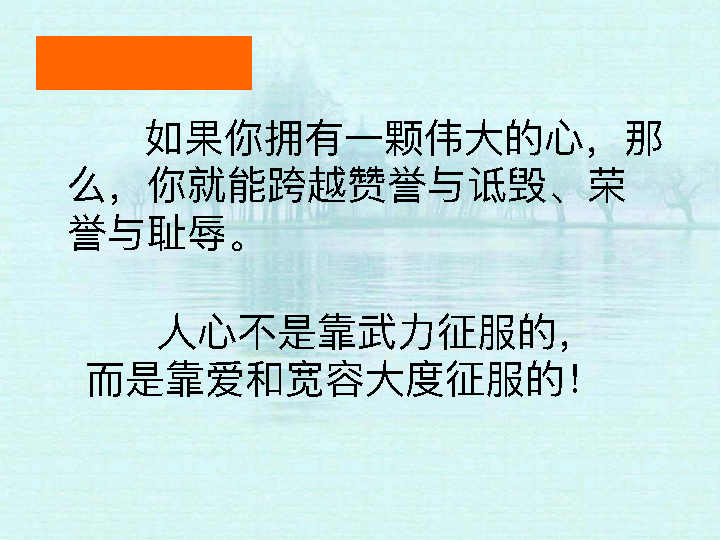 如果你拥有一颗伟大的心，那
么，你就能跨越赞誉与诋毁、荣
誉与耻辱。
人心不是靠武力征服的，
而是靠爱和宽容大度征服的！